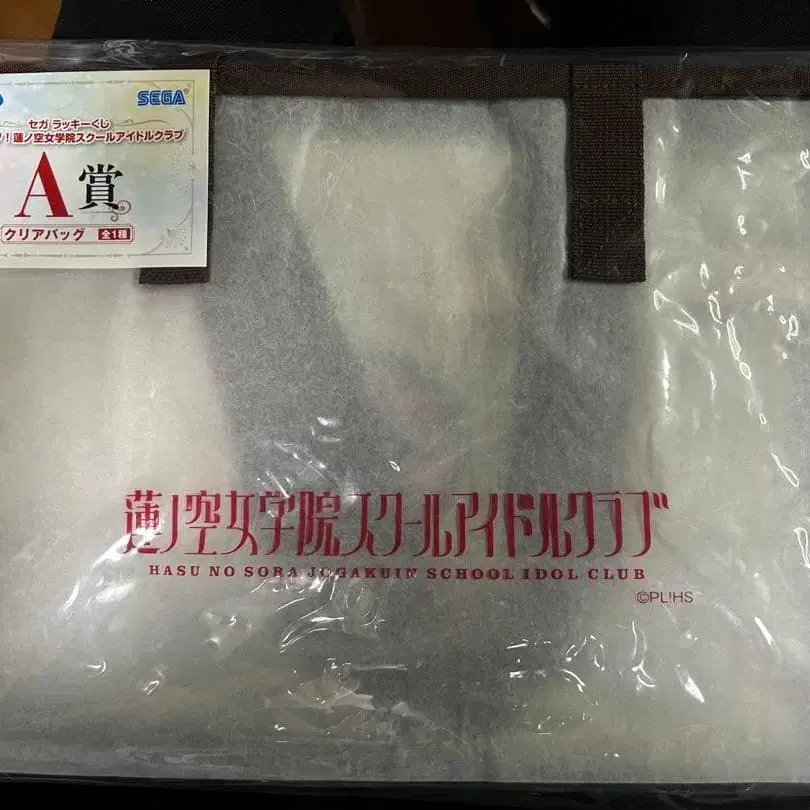 SEGA
セガ ラッキーくじ
！蓮ノ空女学院スクールアイドルクラブ
A賞
クリアバッグ 全1種
蓮ノ空女学院スクールアイドルクラブ
HASU NO SORA JOGAKUIN SCHOOL IDOL CLUB
©PL!HS